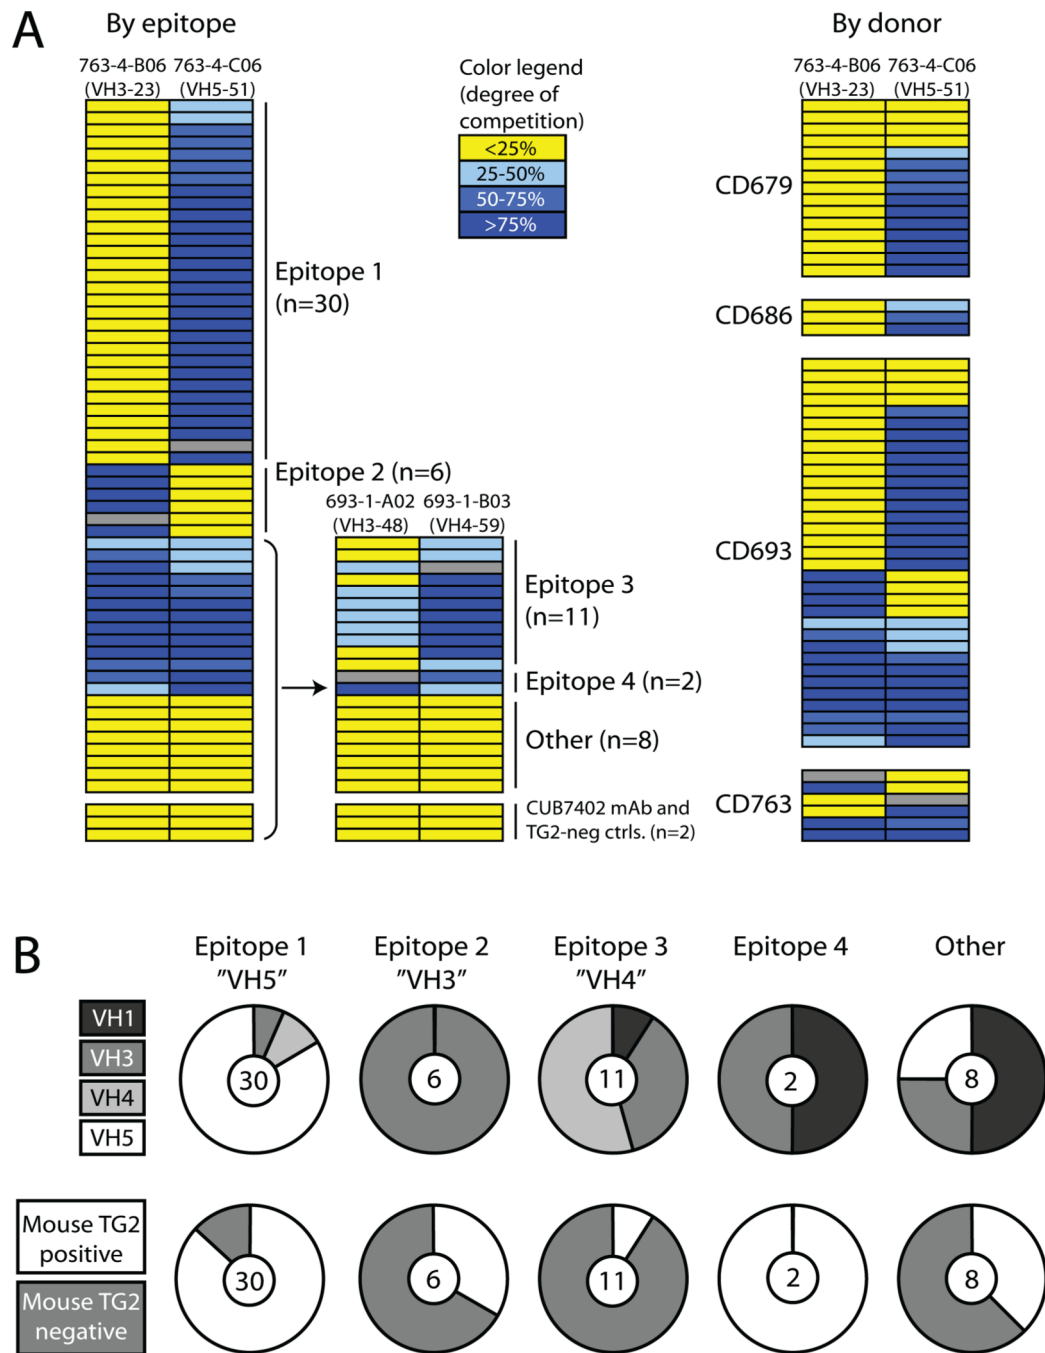 A
By epitope
763-4-B06 763-4-C06
(VH3-23) (VH5-51)
Epitope 1
(n=30)
Epitope 2 (n=6)
Color legend
(degree of
competition)
<25%
25-50%
50-75%
>75%
693-1-A02 693-1-B03
(VH3-48) (VH4-59)
Epitope 3
(n=11)
Epitope 4 (n=2)
Other (n=8)
CUB7402 mAb and
TG2-neg ctrls. (n=2)
By donor
763-4-B06 763-4-C06
(VH3-23) (VH5-51)
CD679
CD686
CD693
CD763
B
Epitope 1
"VH5"
Epitope 2
"VH3"
Epitope 3
"VH4"
Epitope 4
Other
VH1
VH3
VH4
VH5
30
6
11
2
8
Mouse TG2
positive
Mouse TG2
negative
30
6
11
2
8